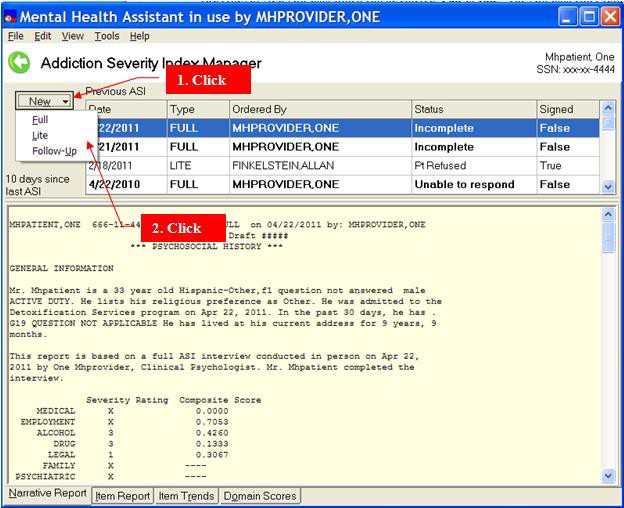 Mental Health Assistant in use by MHPROVIDER,ONE
File Edit View Tools Help
Addiction Severity Index Manager
Mhpatient, One
SSN: xxx-xx-4444
1. Click
New
Previous ASI
Date Type Ordered By Status Signed
Full
Lite
Follow-Up
/22/2011 FULL MHPROVIDER,ONE Incomplete False
/21/2011 FULL MHPROVIDER,ONE Incomplete False
2/18/2011 LITE FINKELSTEIN,ALLAN Pt Refused True
4/22/2010 FULL MHPROVIDER,ONE Unable to respond False
10 days since
last ASI
2. Click
MHPATIENT,ONE 666-11-44 LL on 04/22/2011 by: MHPROVIDER,ONE
Draft #####
*** PSYCHOSOCIAL HISTORY ***
GENERAL INFORMATION
Mr. Mhpatient is a 33 year old Hispanic-Other,f1 question not answered male
ACTIVE DUTY. He lists his religious preference as Other. He was admitted to the
Detoxification Services program on Apr 22, 2011. In the past 30 days, he has .
G19 QUESTION NOT APPLICABLE He has lived at his current address for 9 years, 9
months.
This report is based on a full ASI interview conducted in person on Apr 22,
2011 by One Mhprovider, Clinical Psychologist. Mr. Mhpatient completed the
interview.
Severity Rating Composite Score
MEDICAL X 0.0000
EMPLOYMENT X 0.7053
ALCOHOL 3 0.4260
DRUG 3 0.1333
LEGAL 1 0.3067
FAMILY X ----
PSYCHIATRIC X ----
Narrative Report Item Report Item Trends Domain Scores